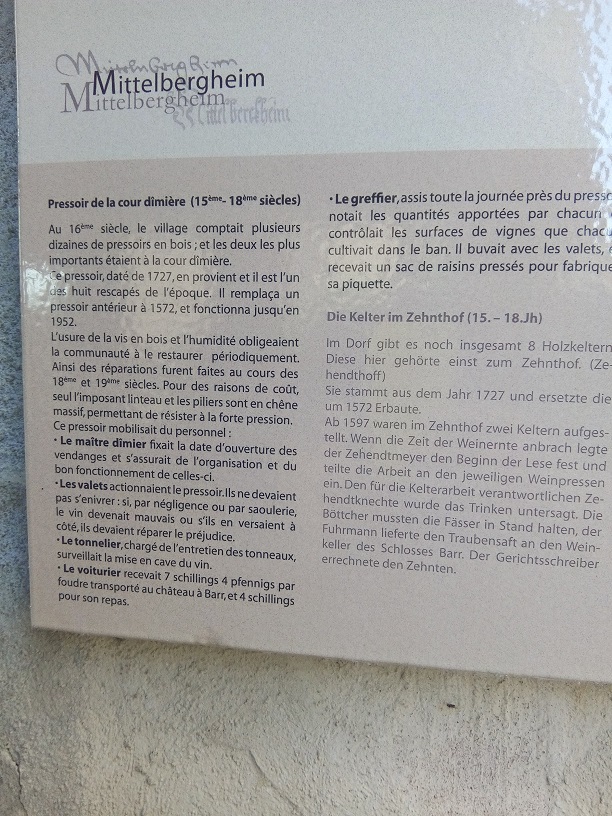 Mittelbergheim
Mittelbergheim
Mittelbergheim
Pressoir de la cour dîmière (15ème- 18ème siècles)
Au 16ème siècle, le village comptait plusieurs
dizaines de pressoirs en bois ; et les deux les plus
importants étaient à la cour dîmière.
Ce pressoir, daté de 1727, en provient et il est l'un
des huit rescapés de l'époque. Il remplaça un
pressoir antérieur à 1572, et fonctionna jusqu'en
1952.
L'usure de la vis en bois et l'humidité obligeaient
la communauté à le restaurer périodiquement.
Ainsi des réparations furent faites au cours des
18ème et 19ème siècles. Pour des raisons de coût,
seul l'imposant linteau et les piliers sont en chêne
massif, permettant de résister à la forte pression.
Ce pressoir mobilisait du personnel :
• Le maître dîmier fixait la date d'ouverture des
vendanges et s'assurait de l'organisation et du
bon fonctionnement de celles-ci.
• Les valets actionnaient le pressoir. Ils ne devaient
pas s'enivrer : si, par négligence ou par saoulerie,
le vin devenait mauvais ou s'ils en versaient à
côté, ils devaient réparer le préjudice.
• Le tonnelier, chargé de l'entretien des tonneaux,
surveillait la mise en cave du vin.
• Le voiturier recevait 7 schillings 4 pfennigs par
foudre transporté au château à Barr, et 4 schillings
pour son repas.
• Le greffier, assis toute la journée près du presso
notait les quantités apportées par chacun
contrôlait les surfaces de vignes que chacu
cultivait dans le ban. Il buvait avec les valets, e
recevait un sac de raisins pressés pour fabrique
sa piquette.
Die Kelter im Zehnthof (15. – 18.Jh)
Im Dorf gibt es noch insgesamt 8 Holzkeltern
Diese hier gehörte einst zum Zehnthof. (Ze-
hendthoff)
Sie stammt aus dem Jahr 1727 und ersetzte die
um 1572 Erbaute.
Ab 1597 waren im Zehnthof zwei Keltern aufges-
tellt. Wenn die Zeit der Weinernte anbrach legte
der Zehendtmeyer den Beginn der Lese fest und
teilte die Arbeit an den jeweiligen Weinpressen
ein. Den für die Kelterarbeit verantwortlichen Ze-
hendtknechte wurde das Trinken untersagt. Die
Böttcher mussten die Fässer in Stand halten, der
Fuhrmann lieferte den Traubensaft an den Wein-
keller des Schlosses Barr. Der Gerichtsschreiber
errechnete den Zehnten.